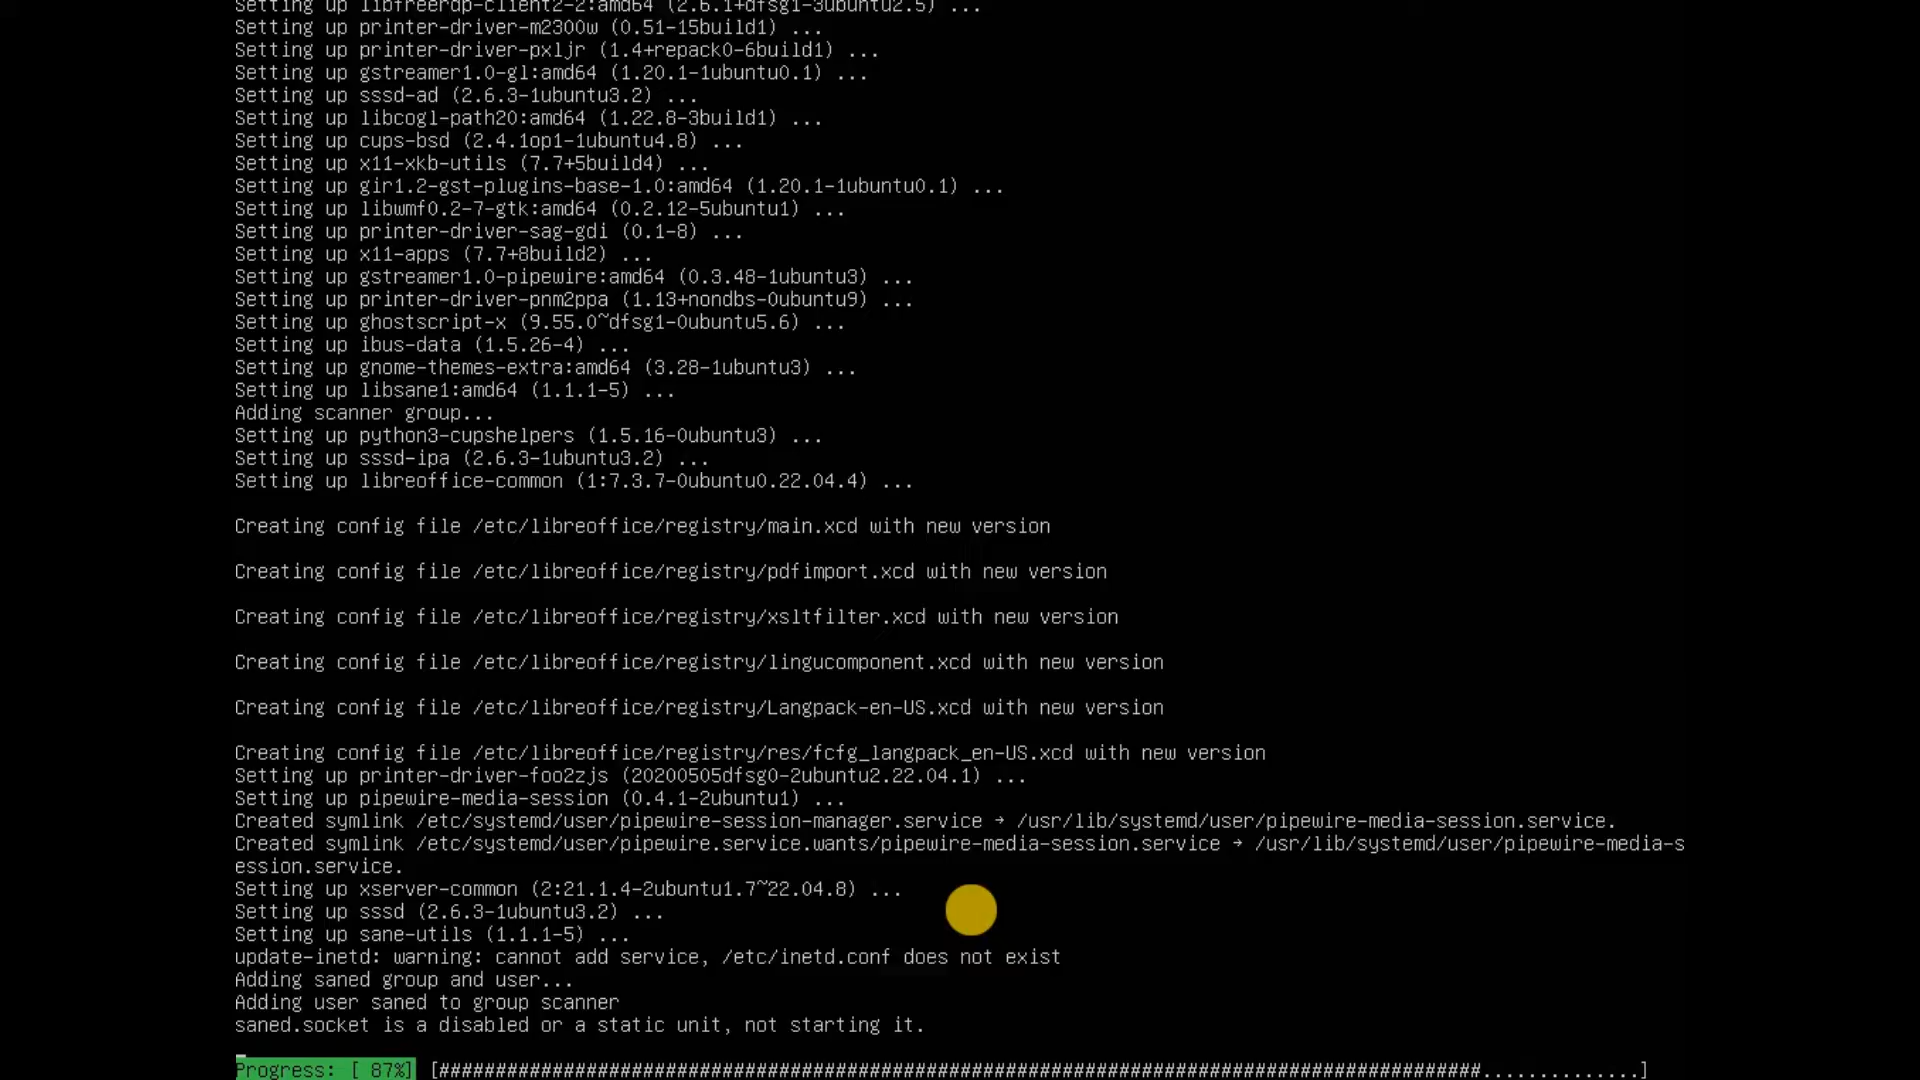 Setting up libfreerdp-client2-2:amd64 (2.6.1+dfsg1-3ubuntu2.5) ...
Setting up printer-driver-m2300w (0.51-15build1) ...
Setting up printer-driver-pxljr (1.4+repack0-6build1) ...
Setting up gstreamer1.0-gl:amd64 (1.20.1-1ubuntu0.1) ...
Setting up sssd-ad (2.6.3-1ubuntu3.2) ...
Setting up libcogl-path20:amd64 (1.22.8-3build1) ...
Setting up cups-bsd (2.4.1op1-1ubuntu4.8) ...
Setting up x11-xkb-utils (7.7+5build4) ...
Setting up gir1.2-gst-plugins-base-1.0:amd64 (1.20.1-1ubuntu0.1) ...
Setting up libwmf0.2-7-gtk:amd64 (0.2.12-5ubuntu1) ...
Setting up printer-driver-sag-gdi (0.1-8) ...
Setting up x11-apps (7.7+8build2) ...
Setting up gstreamer1.0-pipewire:amd64 (0.3.48-1ubuntu3) ...
Setting up printer-driver-pnm2ppa (1.13+nondbs-0ubuntu9) ...
Setting up ghostscript-x (9.55.0~dfsg1-0ubuntu5.6) ...
Setting up ibus-data (1.5.26-4) ...
Setting up gnome-themes-extra:amd64 (3.28-1ubuntu3) ...
Setting up libsane1:amd64 (1.1.1-5) ...
Adding scanner group...
Setting up python3-cupshelpers (1.5.16-0ubuntu3) ...
Setting up sssd-ipa (2.6.3-1ubuntu3.2) ...
Setting up libreoffice-common (1:7.3.7-0ubuntu0.22.04.4) ...
Creating config file /etc/libreoffice/registry/main.xcd with new version
Creating config file /etc/libreoffice/registry/pdfimport.xcd with new version
Creating config file /etc/libreoffice/registry/xsltfilter.xcd with new version
Creating config file /etc/libreoffice/registry/lingucomponent.xcd with new version
Creating config file /etc/libreoffice/registry/Langpack-en-US.xcd with new version
Creating config file /etc/libreoffice/registry/res/fcfg_langpack_en-US.xcd with new version
Setting up printer-driver-foo2zjs (20200505dfsg0-2ubuntu2.22.04.1) ...
Setting up pipewire-media-session (0.4.1-2ubuntu1) ...
Created symlink /etc/systemd/user/pipewire-session-manager.service → /usr/lib/systemd/user/pipewire-media-session.service.
Created symlink /etc/systemd/user/pipewire.service.wants/pipewire-media-session.service → /usr/lib/systemd/user/pipewire-media-s
ession.service.
Setting up xserver-common (2:21.1.4-2ubuntu1.7~22.04.8) ...
Setting up sssd (2.6.3-1ubuntu3.2) ...
Setting up sane-utils (1.1.1-5) ...
update-inetd: warning: cannot add service, /etc/inetd.conf does not exist
Adding saned group and user...
Adding user saned to group scanner
saned.socket is a disabled or a static unit, not starting it.
Progress: [ 87%] [############################################################################################..............]